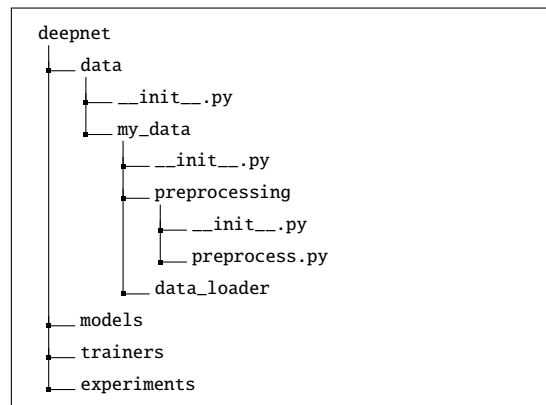 deepnet
data
__init__.py
my_data
__init__.py
preprocessing
__init__.py
preprocess.py
data_loader
models
trainers
experiments